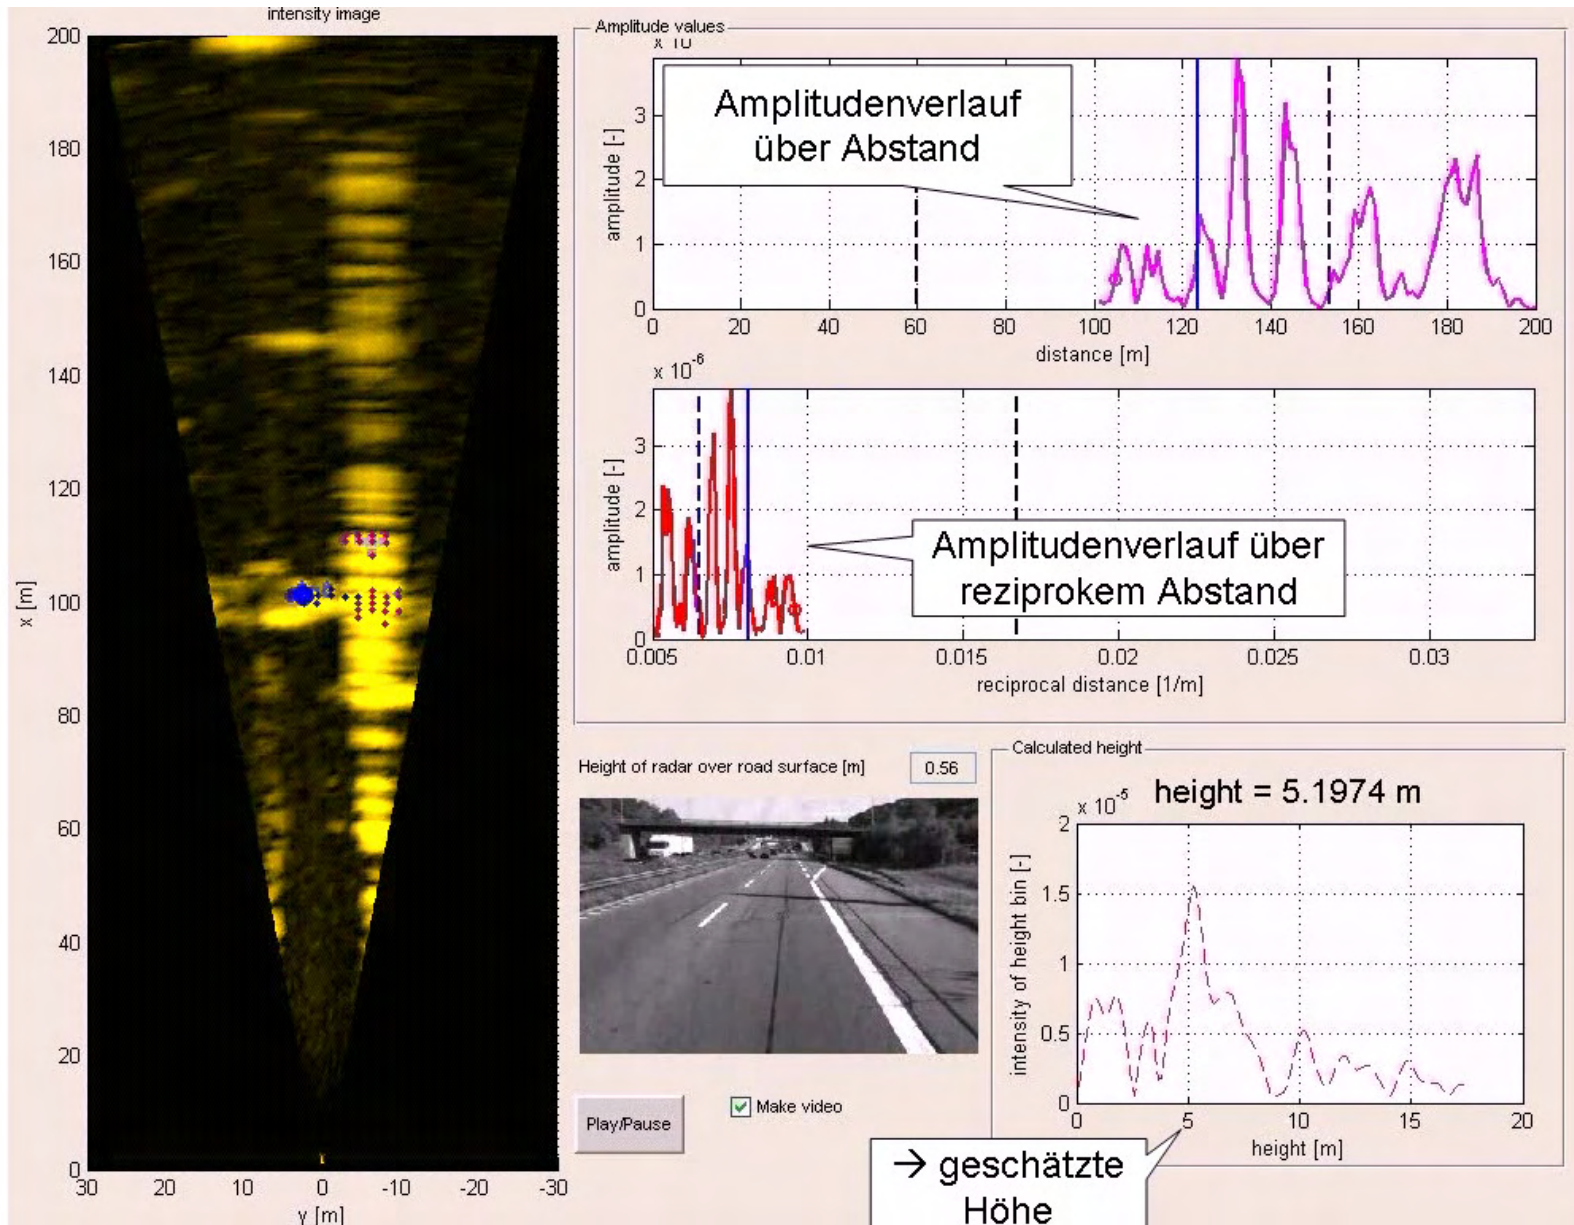 intensity image
200
180
160
140
120
100
80
60
40
20
0
x [m]
30 20 10 0 -10 -20 -30
y [m]
Amplitude values
x 10
Amplitudenverlauf
über Abstand
3
2
1
0
amplitude [-]
0 20 40 60 80 100 120 140 160 180 200
distance [m]
x 10-6
3
2
1
0
amplitude [-]
Amplitudenverlauf über
reziprokem Abstand
0.005 0.01 0.015 0.02 0.025 0.03
reciprocal distance [1/m]
Height of radar over road surface [m] 0.56
Play/Pause
Make video
Calculated height
height = 5.1974 m
x 10-5
2
1.5
1
0.5
0
intensity of height bin [-]
0 5 10 15 20
height [m]
→ geschätzte
Höhe